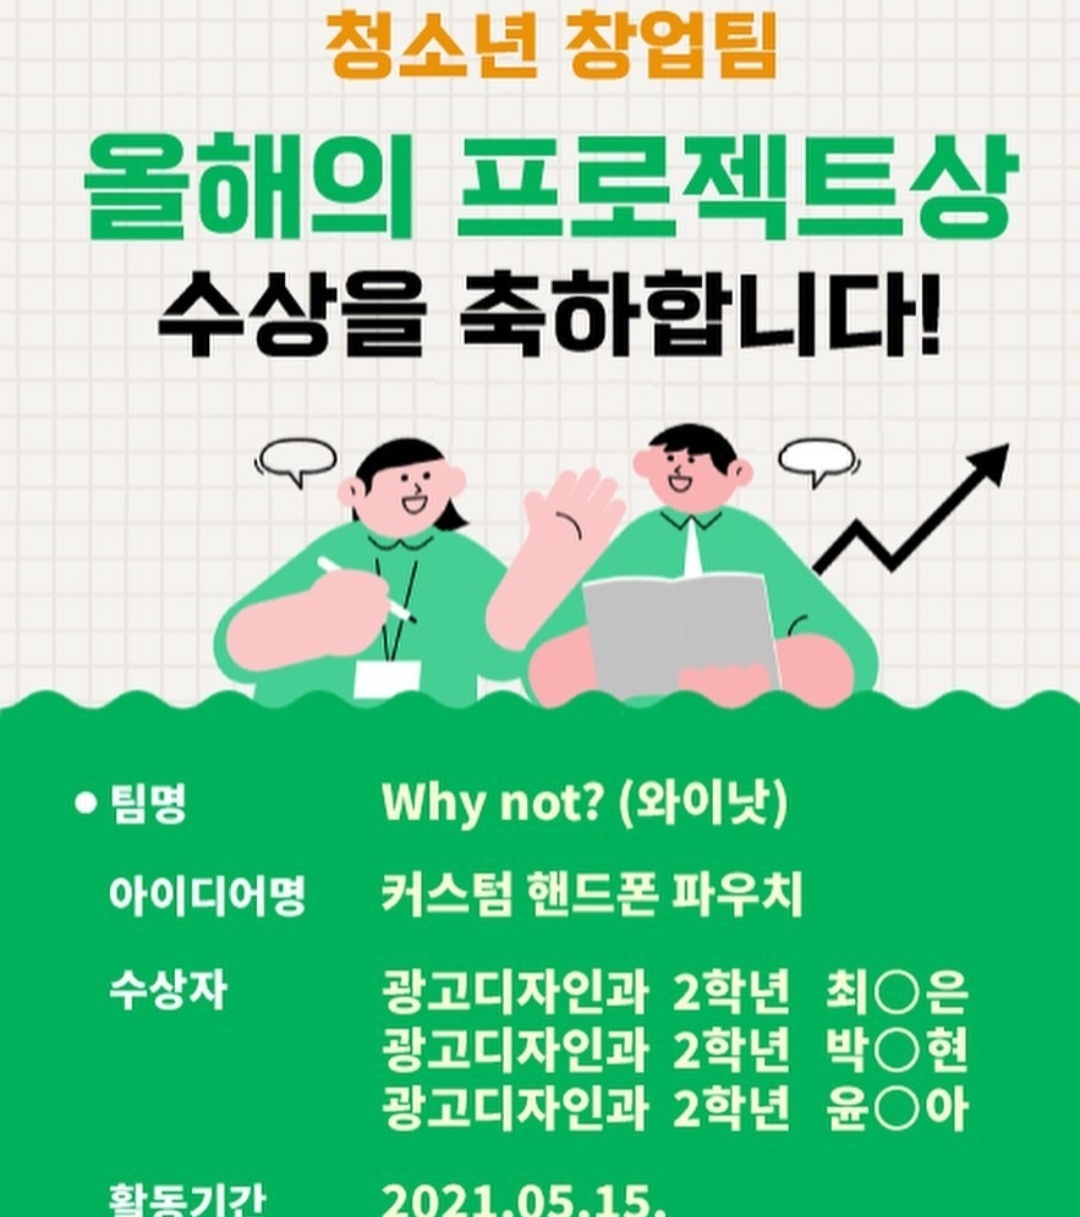 청소년 창업팀
올해의 프로젝트상
수상을 축하합니다!
● 팀명 Why not? (와이낫)
아이디어명 커스텀 핸드폰 파우치
수상자 광고디자인과 2학년 최○은
광고디자인과 2학년 박○현
광고디자인과 2학년 윤○아
활동기간 2021.05.15.